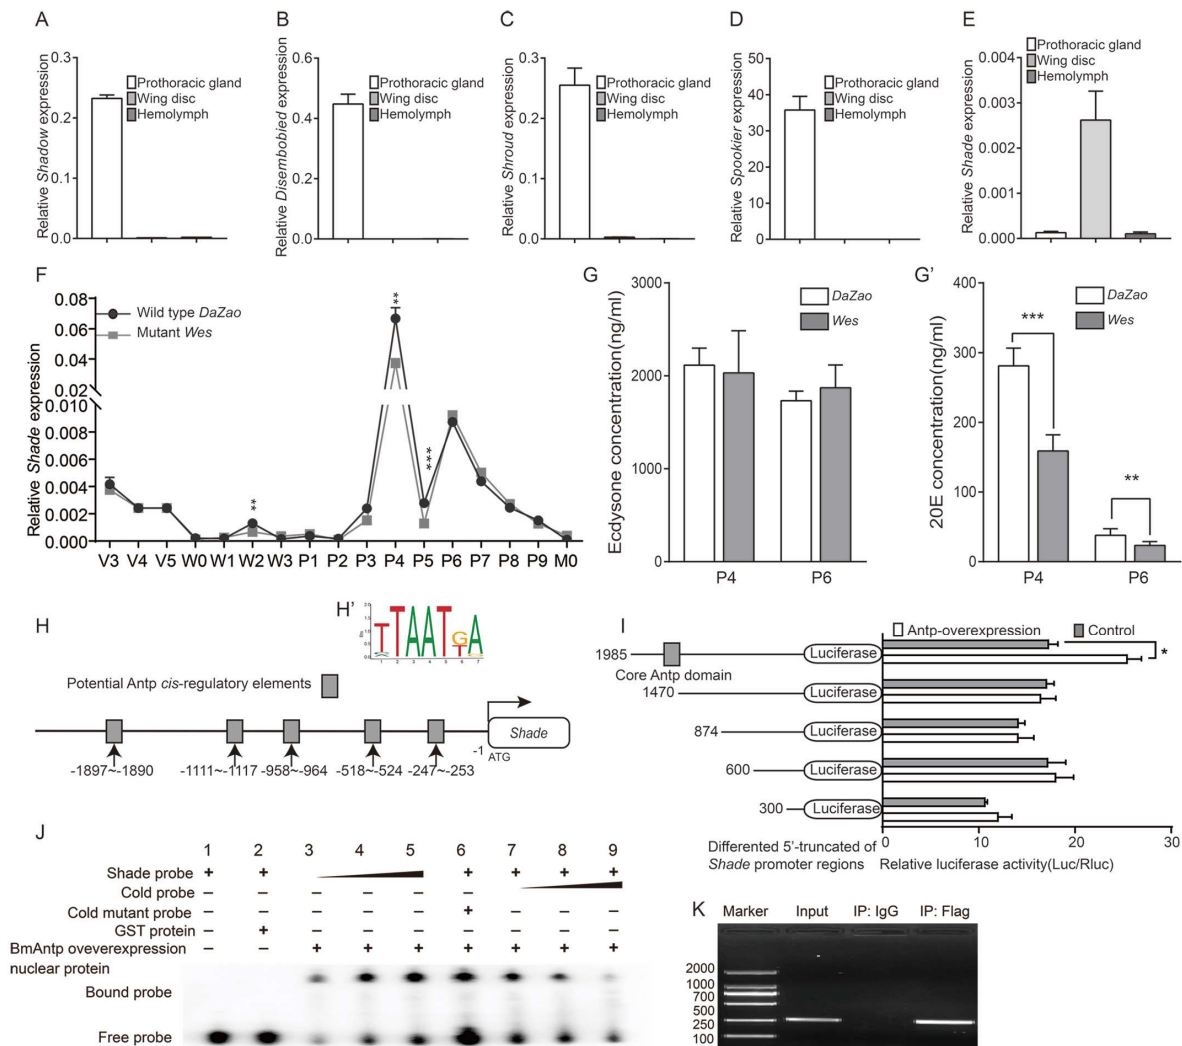 A
Relative Shadow expression
0.3
0.2
0.1
0.0
Prothoracic gland
Wing disc
Hemolymph
B
Relative Disembobied expression
0.6
0.4
0.2
0.0
Prothoracic gland
Wing disc
Hemolymph
C
Relative Shroud expression
0.3
0.2
0.1
0.0
Prothoracic gland
Wing disc
Hemolymph
D
Relative Spookier expression
50
40
30
20
10
0
Prothoracic gland
Wing disc
Hemolymph
E
Relative Shade expression
0.004
0.003
0.002
0.001
0.000
Prothoracic gland
Wing disc
Hemolymph
F
Relative Shade expression
0.08
0.06
0.04
0.02
0.010
0.008
0.006
0.004
0.002
0.000
Wild type DaZao
Mutant Wes
**
**
***
V3 V4 V5 W0 W1 W2 W3 P1 P2 P3 P4 P5 P6 P7 P8 P9 M0
G
Ecdysone concentration(ng/ml)
3000
2000
1000
0
DaZao
Wes
P4 P6
G’
20E concentration(ng/ml)
400
300
200
100
0
DaZao
Wes
***
**
P4 P6
H
H’
TTAATGA
1 2 3 4 5 6 7
Potential Antp cis-regulatory elements
Shade
-1
ATG
-1897~-1890 -1111~-1117 -958~-964 -518~-524 -247~-253
I
Antp-overexpression Control
1985 Luciferase
*
Core Antp domain
1470 Luciferase
874 Luciferase
600 Luciferase
300 Luciferase
0 10 20 30
Differented 5'-truncated of
Shade promoter regions
Relative luciferase activity(Luc/Rluc)
J
1 2 3 4 5 6 7 8 9
Shade probe + + + + + +
Cold probe – – – – – –
Cold mutant probe – – – – – + – – –
GST protein – + – – – – – – –
BmAntp oveverexpression – – + + + + + + +
nuclear protein
Bound probe
Free probe
K
Marker Input IP: IgG IP: Flag
2000
1000
700
500
250
100